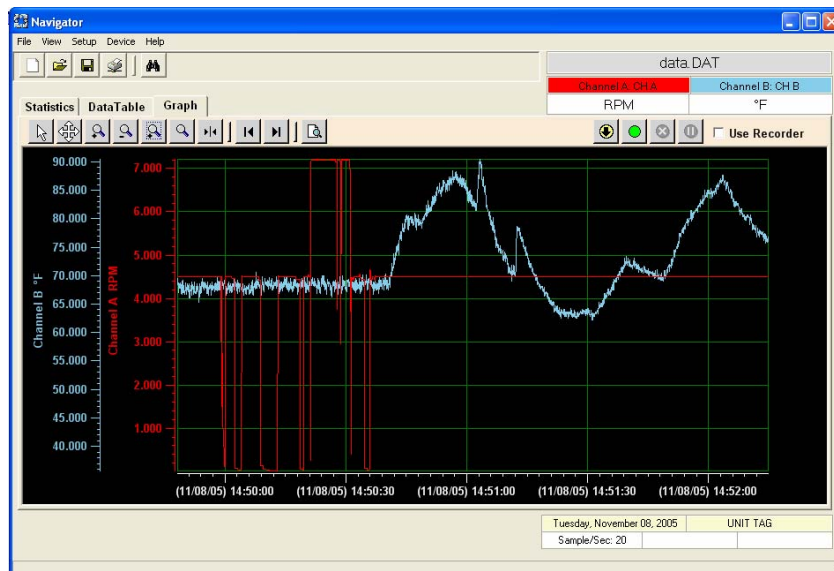 Navigator
File View Setup Device Help
data.DAT
Channel A: CH A Channel B: CH B
RPM °F
Statistics DataTable Graph
Use Recorder
90.000
85.000
80.000
75.000
70.000
65.000
60.000
55.000
50.000
45.000
40.000
Channel B °F
7.000
6.000
5.000
4.000
3.000
2.000
1.000
Channel A RPM
(11/08/05) 14:50:00 (11/08/05) 14:50:30 (11/08/05) 14:51:00 (11/08/05) 14:51:30 (11/08/05) 14:52:00
Tuesday, November 08, 2005 UNIT TAG
Sample/Sec: 20